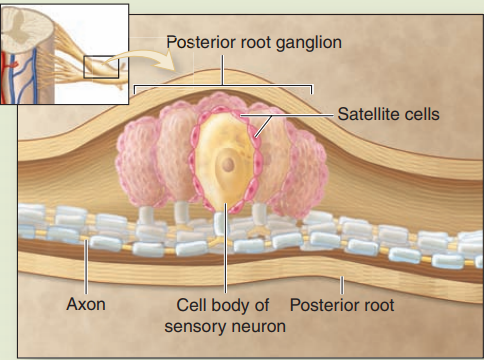 Posterior root ganglion
Satellite cells
Axon
Cell body of
sensory neuron
Posterior root